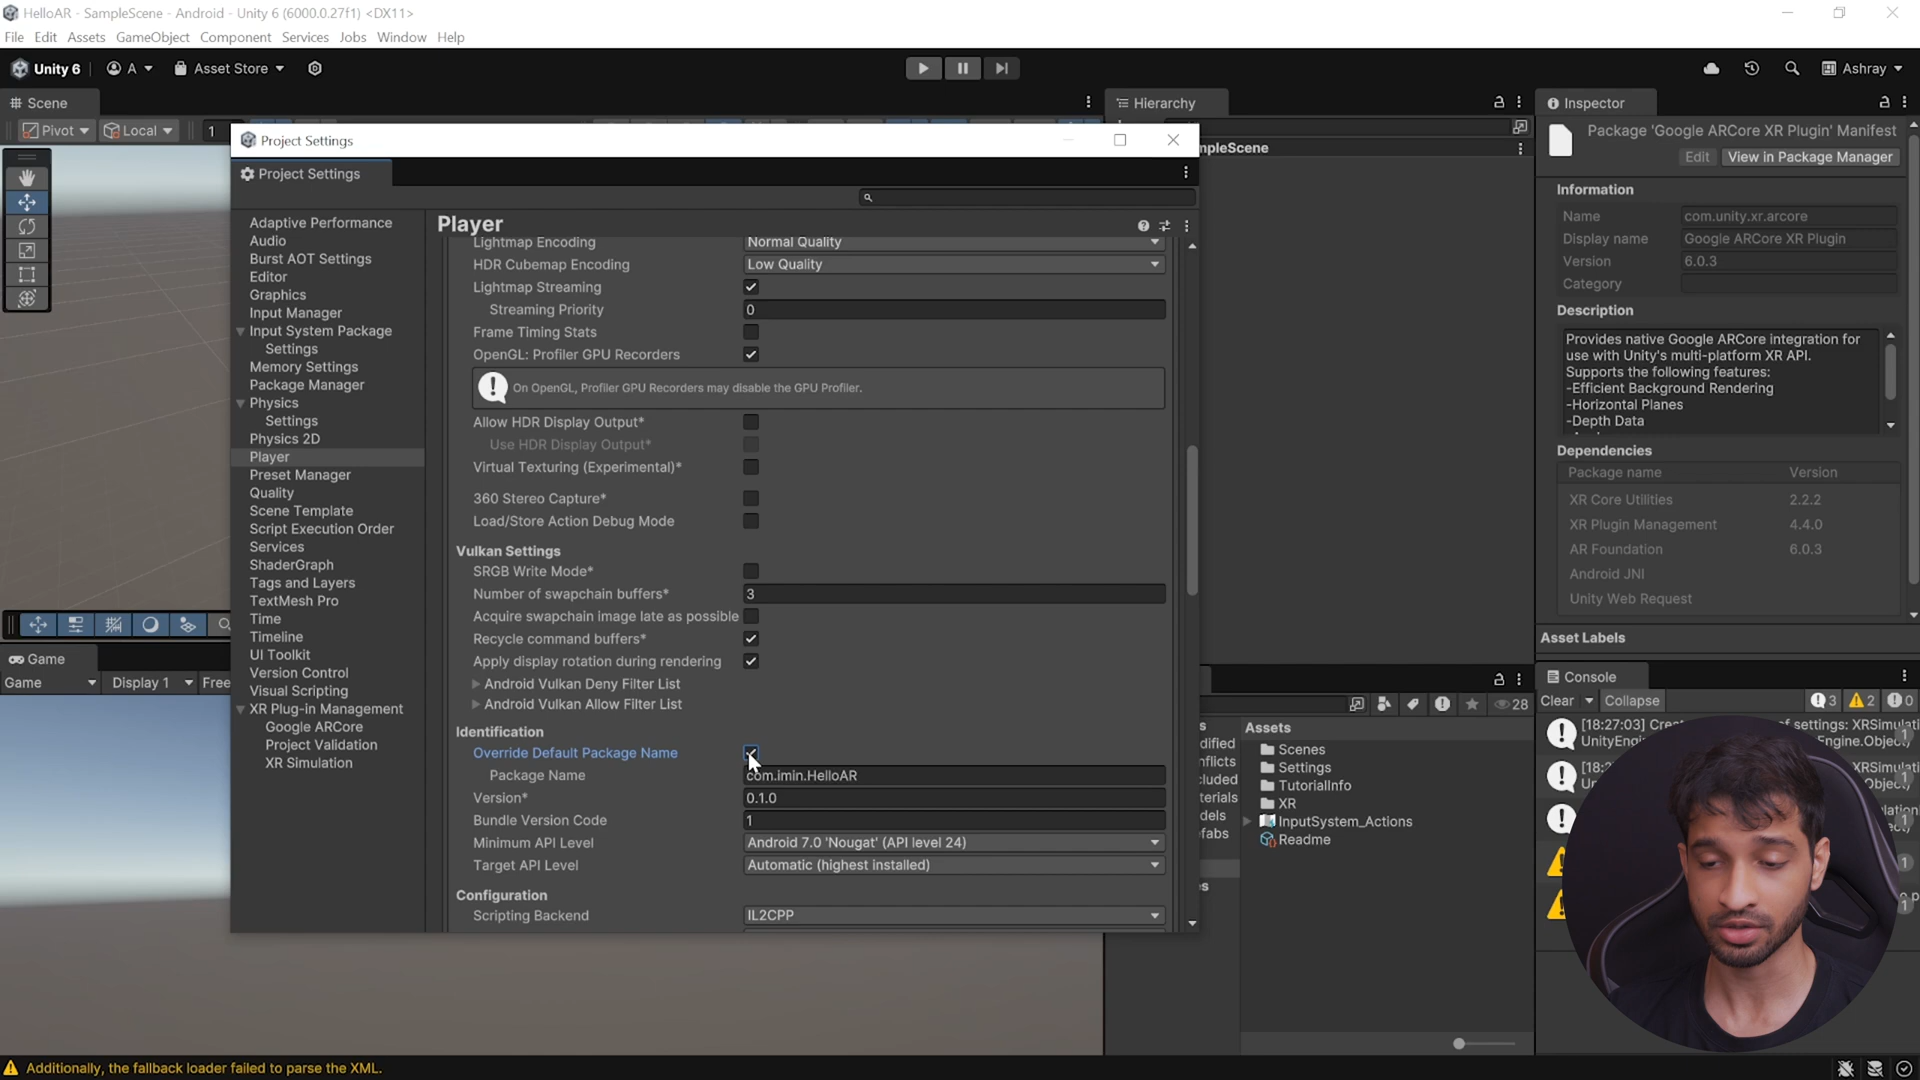 HelloAR - SampleScene - Android - Unity 6 (6000.0.27f1) <DX11>
File Edit Assets GameObject Component Services Jobs Window Help
Unity 6 A Asset Store Ashray
Scene
Pivot Local 1
Project Settings
Project Settings
Adaptive Performance
Audio
Burst AOT Settings
Editor
Graphics
Input Manager
Input System Package
Settings
Memory Settings
Package Manager
Physics
Settings
Physics 2D
Player
Preset Manager
Quality
Scene Template
Script Execution Order
Services
ShaderGraph
Tags and Layers
TextMesh Pro
Time
Timeline
UI Toolkit
Version Control
Visual Scripting
XR Plug-in Management
Google ARCore
Project Validation
XR Simulation
Player
Lightmap Encoding Normal Quality
HDR Cubemap Encoding Low Quality
Lightmap Streaming
Streaming Priority 0
Frame Timing Stats
OpenGL: Profiler GPU Recorders
On OpenGL, Profiler GPU Recorders may disable the GPU Profiler.
Allow HDR Display Output*
Use HDR Display Output*
Virtual Texturing (Experimental)*
360 Stereo Capture*
Load/Store Action Debug Mode
Vulkan Settings
SRGB Write Mode*
Number of swapchain buffers* 3
Acquire swapchain image late as possible
Recycle command buffers*
Apply display rotation during rendering
Android Vulkan Deny Filter List
Android Vulkan Allow Filter List
Identification
Override Default Package Name
Package Name com.imin.HelloAR
Version* 0.1.0
Bundle Version Code 1
Minimum API Level Android 7.0 'Nougat' (API level 24)
Target API Level Automatic (highest installed)
Configuration
Scripting Backend IL2CPP
Game
Game Display 1 Free
Hierarchy
mpleScene
28
Assets
Scenes
Settings
TutorialInfo
XR
InputSystem_Actions
Readme
Inspector
Package 'Google ARCore XR Plugin' Manifest
Edit View in Package Manager
Information
Name com.unity.xr.arcore
Display name Google ARCore XR Plugin
Version 6.0.3
Category
Description
Provides native Google ARCore integration for
use with Unity's multi-platform XR API.
Supports the following features:
-Efficient Background Rendering
-Horizontal Planes
-Depth Data
Dependencies
Package name Version
XR Core Utilities 2.2.2
XR Plugin Management 4.4.0
AR Foundation 6.0.3
Android JNI
Unity Web Request
Asset Labels
Console
Clear Collapse 3 2 0
[18:27:03] of settings: XRSimulati
Additionally, the fallback loader failed to parse the XML.